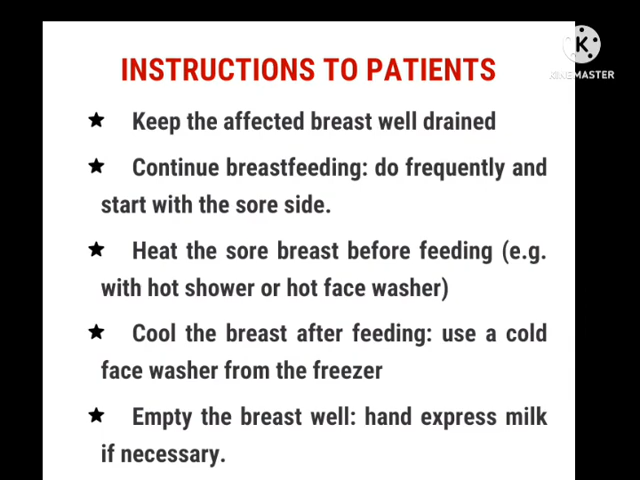 INSTRUCTIONS TO PATIENTS
KINEMASTER
★ Keep the affected breast well drained
★ Continue breastfeeding: do frequently and
start with the sore side.
★ Heat the sore breast before feeding (e.g.
with hot shower or hot face washer)
★ Cool the breast after feeding: use a cold
face washer from the freezer
★ Empty the breast well: hand express milk
if necessary.